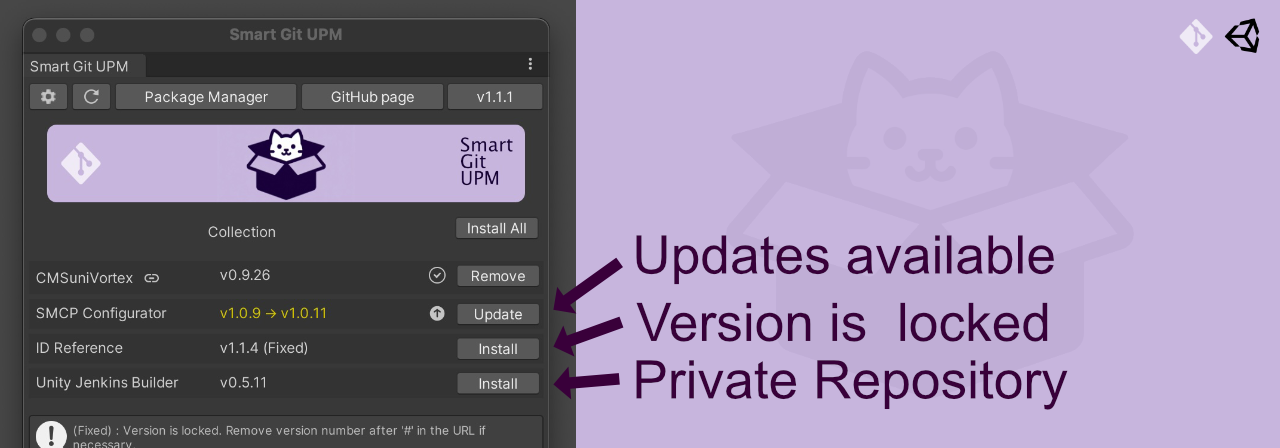 Smart Git UPM
Smart Git UPM
Package Manager
GitHub page
v1.1.1
Smart
Git
UPM
Collection
Install All
CMSuniVortex
v0.9.26
Remove
SMCP Configurator
v1.0.9 → v1.0.11
Update
ID Reference
v1.1.4 (Fixed)
Install
Unity Jenkins Builder
v0.5.11
Install
(Fixed) : Version is locked. Remove version number after '#' in the URL if
necessary.
Updates available
Version is locked
Private Repository